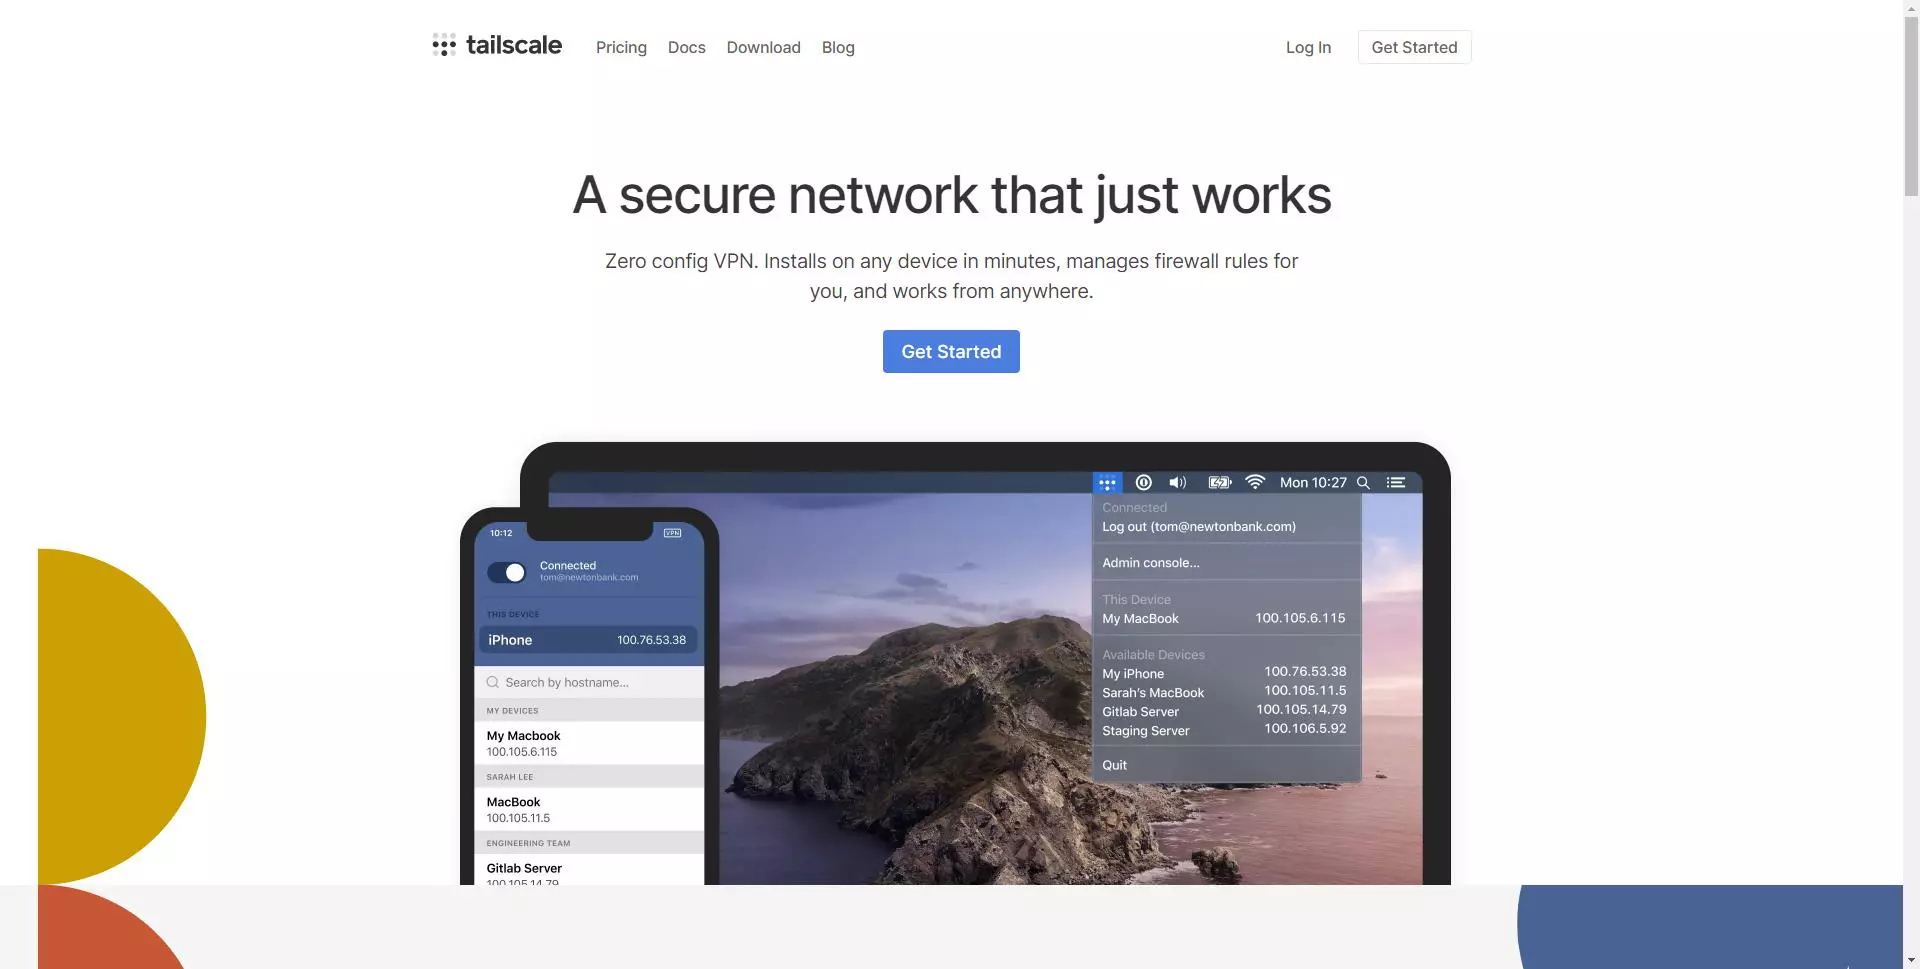 tailscale
Pricing
Docs
Download
Blog
Log In
Get Started
A secure network that just works
Zero config VPN. Installs on any device in minutes, manages firewall rules for
you, and works from anywhere.
Get Started
Mon 10:27
Connected
Log out (tom@newtonbank.com)
Admin console...
This Device
My MacBook 100.105.6.115
Available Devices
My iPhone 100.76.53.38
Sarah's MacBook 100.105.11.5
Gitlab Server 100.105.14.79
Staging Server 100.106.5.92
Quit
10:12 VPN
Connected
tom@newtonbank.com
THIS DEVICE
iPhone 100.76.53.38
Search by hostname...
MY DEVICES
My Macbook
100.105.6.115
SARAH LEE
MacBook
100.105.11.5
ENGINEERING TEAM
Gitlab Server
100.105.14.79